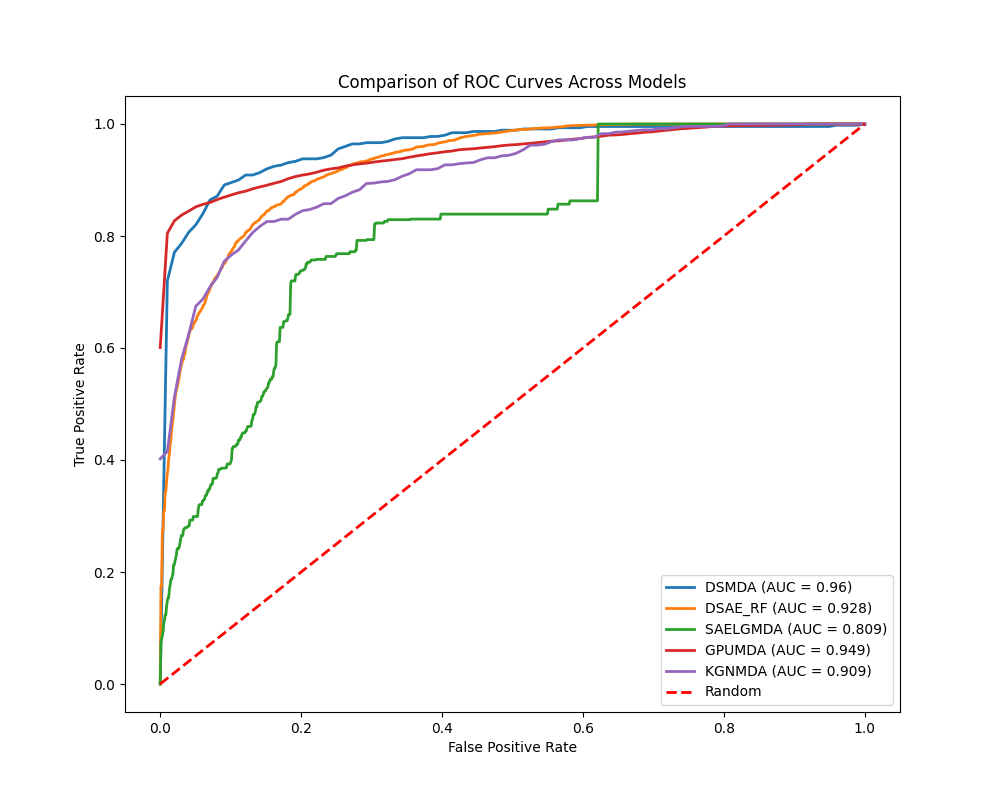 Comparison of ROC Curves Across Models
True Positive Rate
1.0
0.8
0.6
0.4
0.2
0.0
DSMDA (AUC = 0.96)
DSAE_RF (AUC = 0.928)
SAELGMDA (AUC = 0.809)
GPUMDA (AUC = 0.949)
KGNMDA (AUC = 0.909)
Random
0.0 0.2 0.4 0.6 0.8 1.0
False Positive Rate